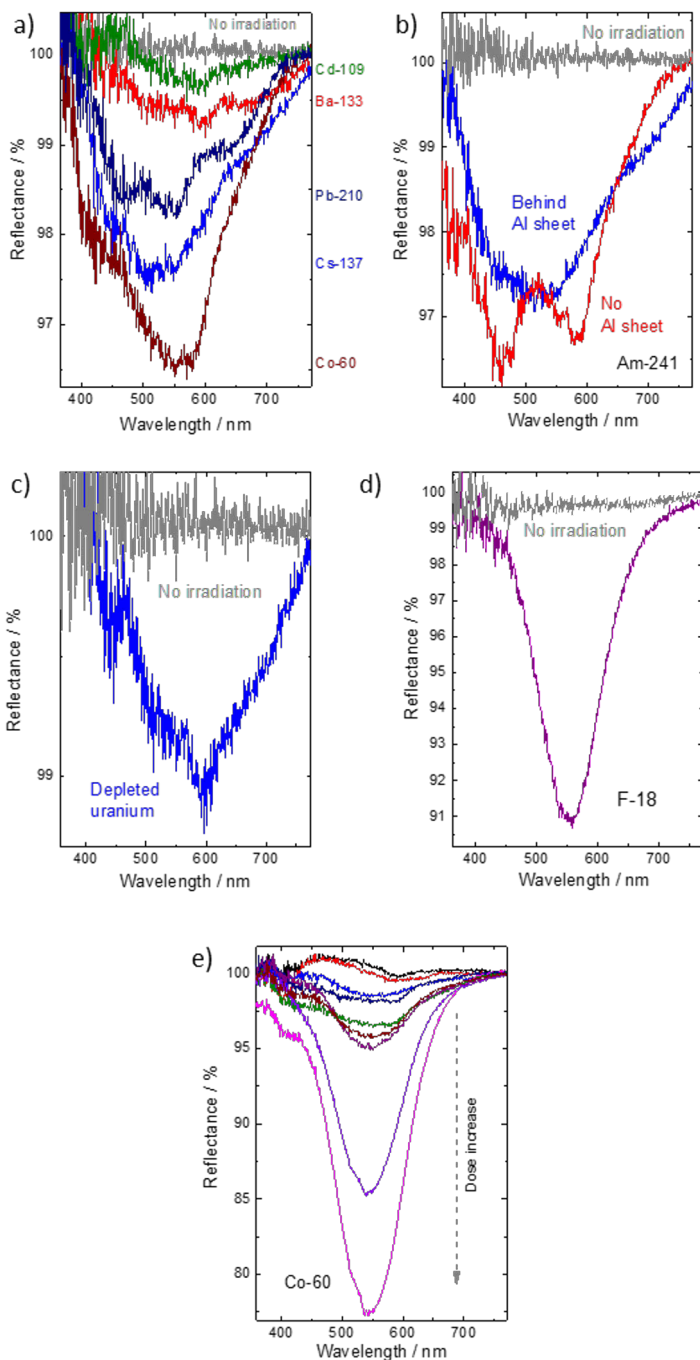 a)
No irradiation
100
99
98
97
Reflectance / %
Cd-109
Ba-133
Pb-210
Cs-137
Co-60
400 500 600 700
Wavelength / nm
b)
No irradiation
100
99
98
97
Reflectance / %
Behind
Al sheet
No
Al sheet
Am-241
400 500 600 700
Wavelength / nm
c)
100
99
Reflectance / %
No irradiation
Depleted
uranium
400 500 600 700
Wavelength / nm
d)
100
99
98
97
96
95
94
93
92
91
Reflectance / %
No irradiation
F-18
400 500 600 700
Wavelength / nm
e)
100
95
90
85
80
Reflectance / %
Dose increase
Co-60
400 500 600 700
Wavelength / nm